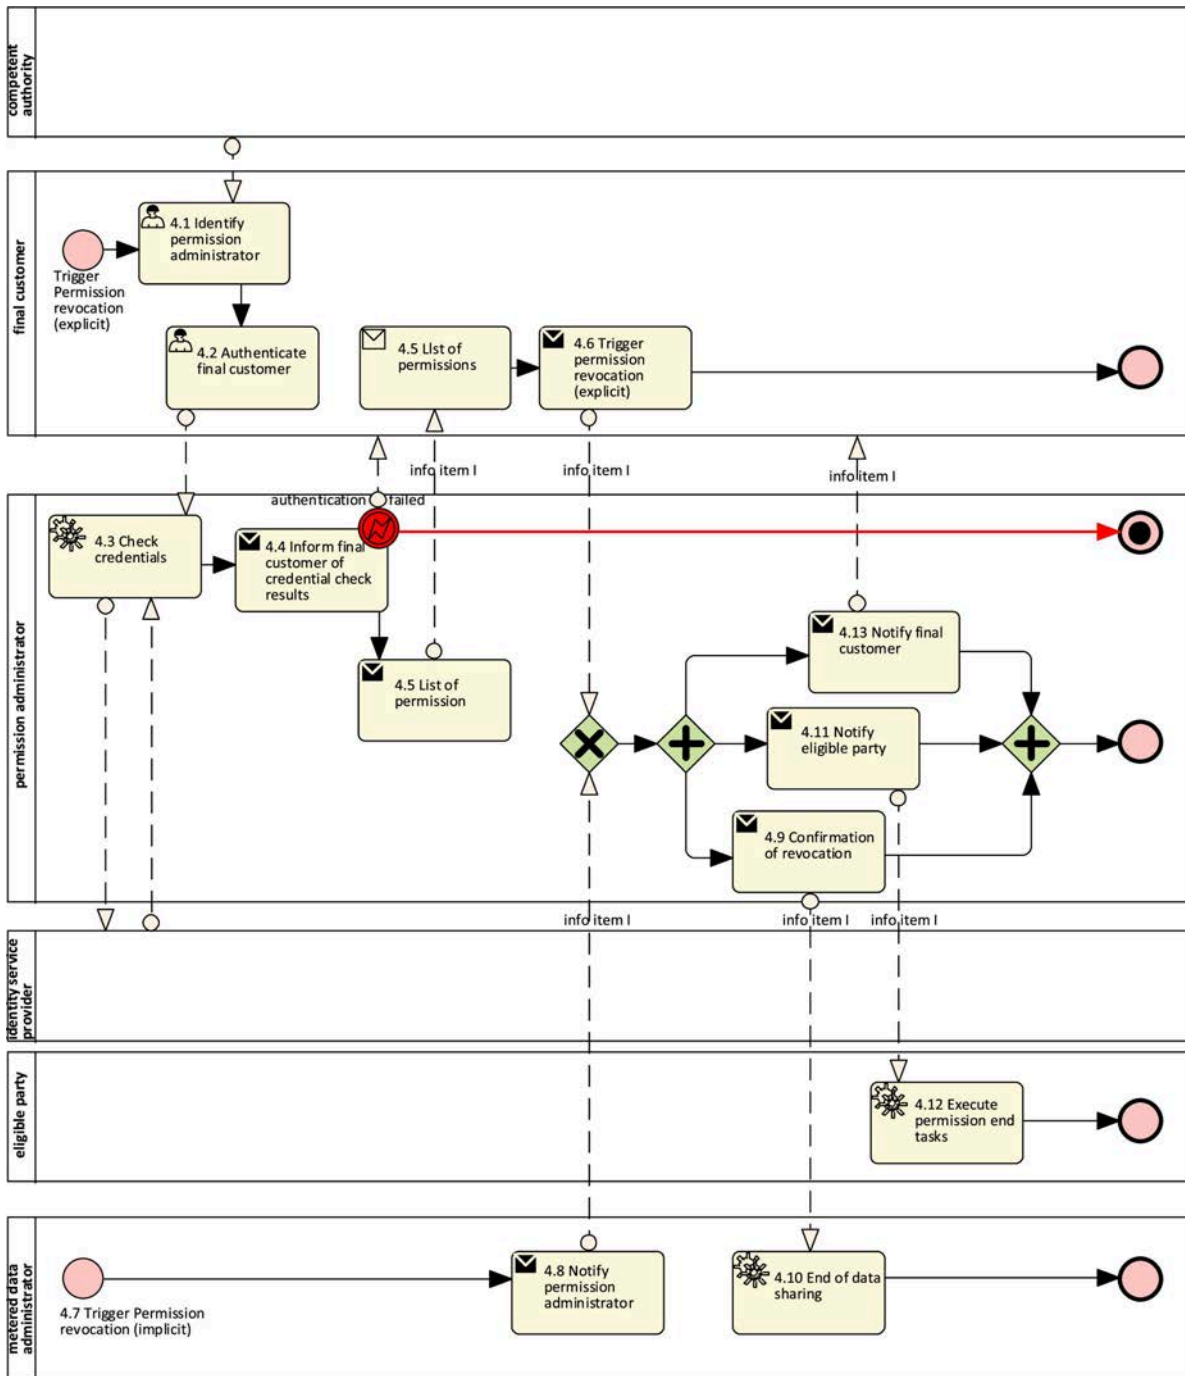 competent
authority
final customer
4.1 Identify
permission
administrator
Trigger
Permission
revocation
(explicit)
4.2 Authenticate
final customer
4.5 LIst of
permissions
4.6 Trigger
permission
revocation
(explicit)
info item I
info item I
info item I
permission administrator
authentication failed
4.3 Check
credentials
4.4 Inform final
customer of
credential check
results
4.5 List of
permission
4.13 Notify final
customer
4.11 Notify
eligible party
4.9 Confirmation
of revocation
info item I
info item I
info item I
identity service
provider
eligible party
4.12 Execute
permission end
tasks
metered data
administrator
4.7 Trigger Permission
revocation (implicit)
4.8 Notify
permission
administrator
4.10 End of data
sharing